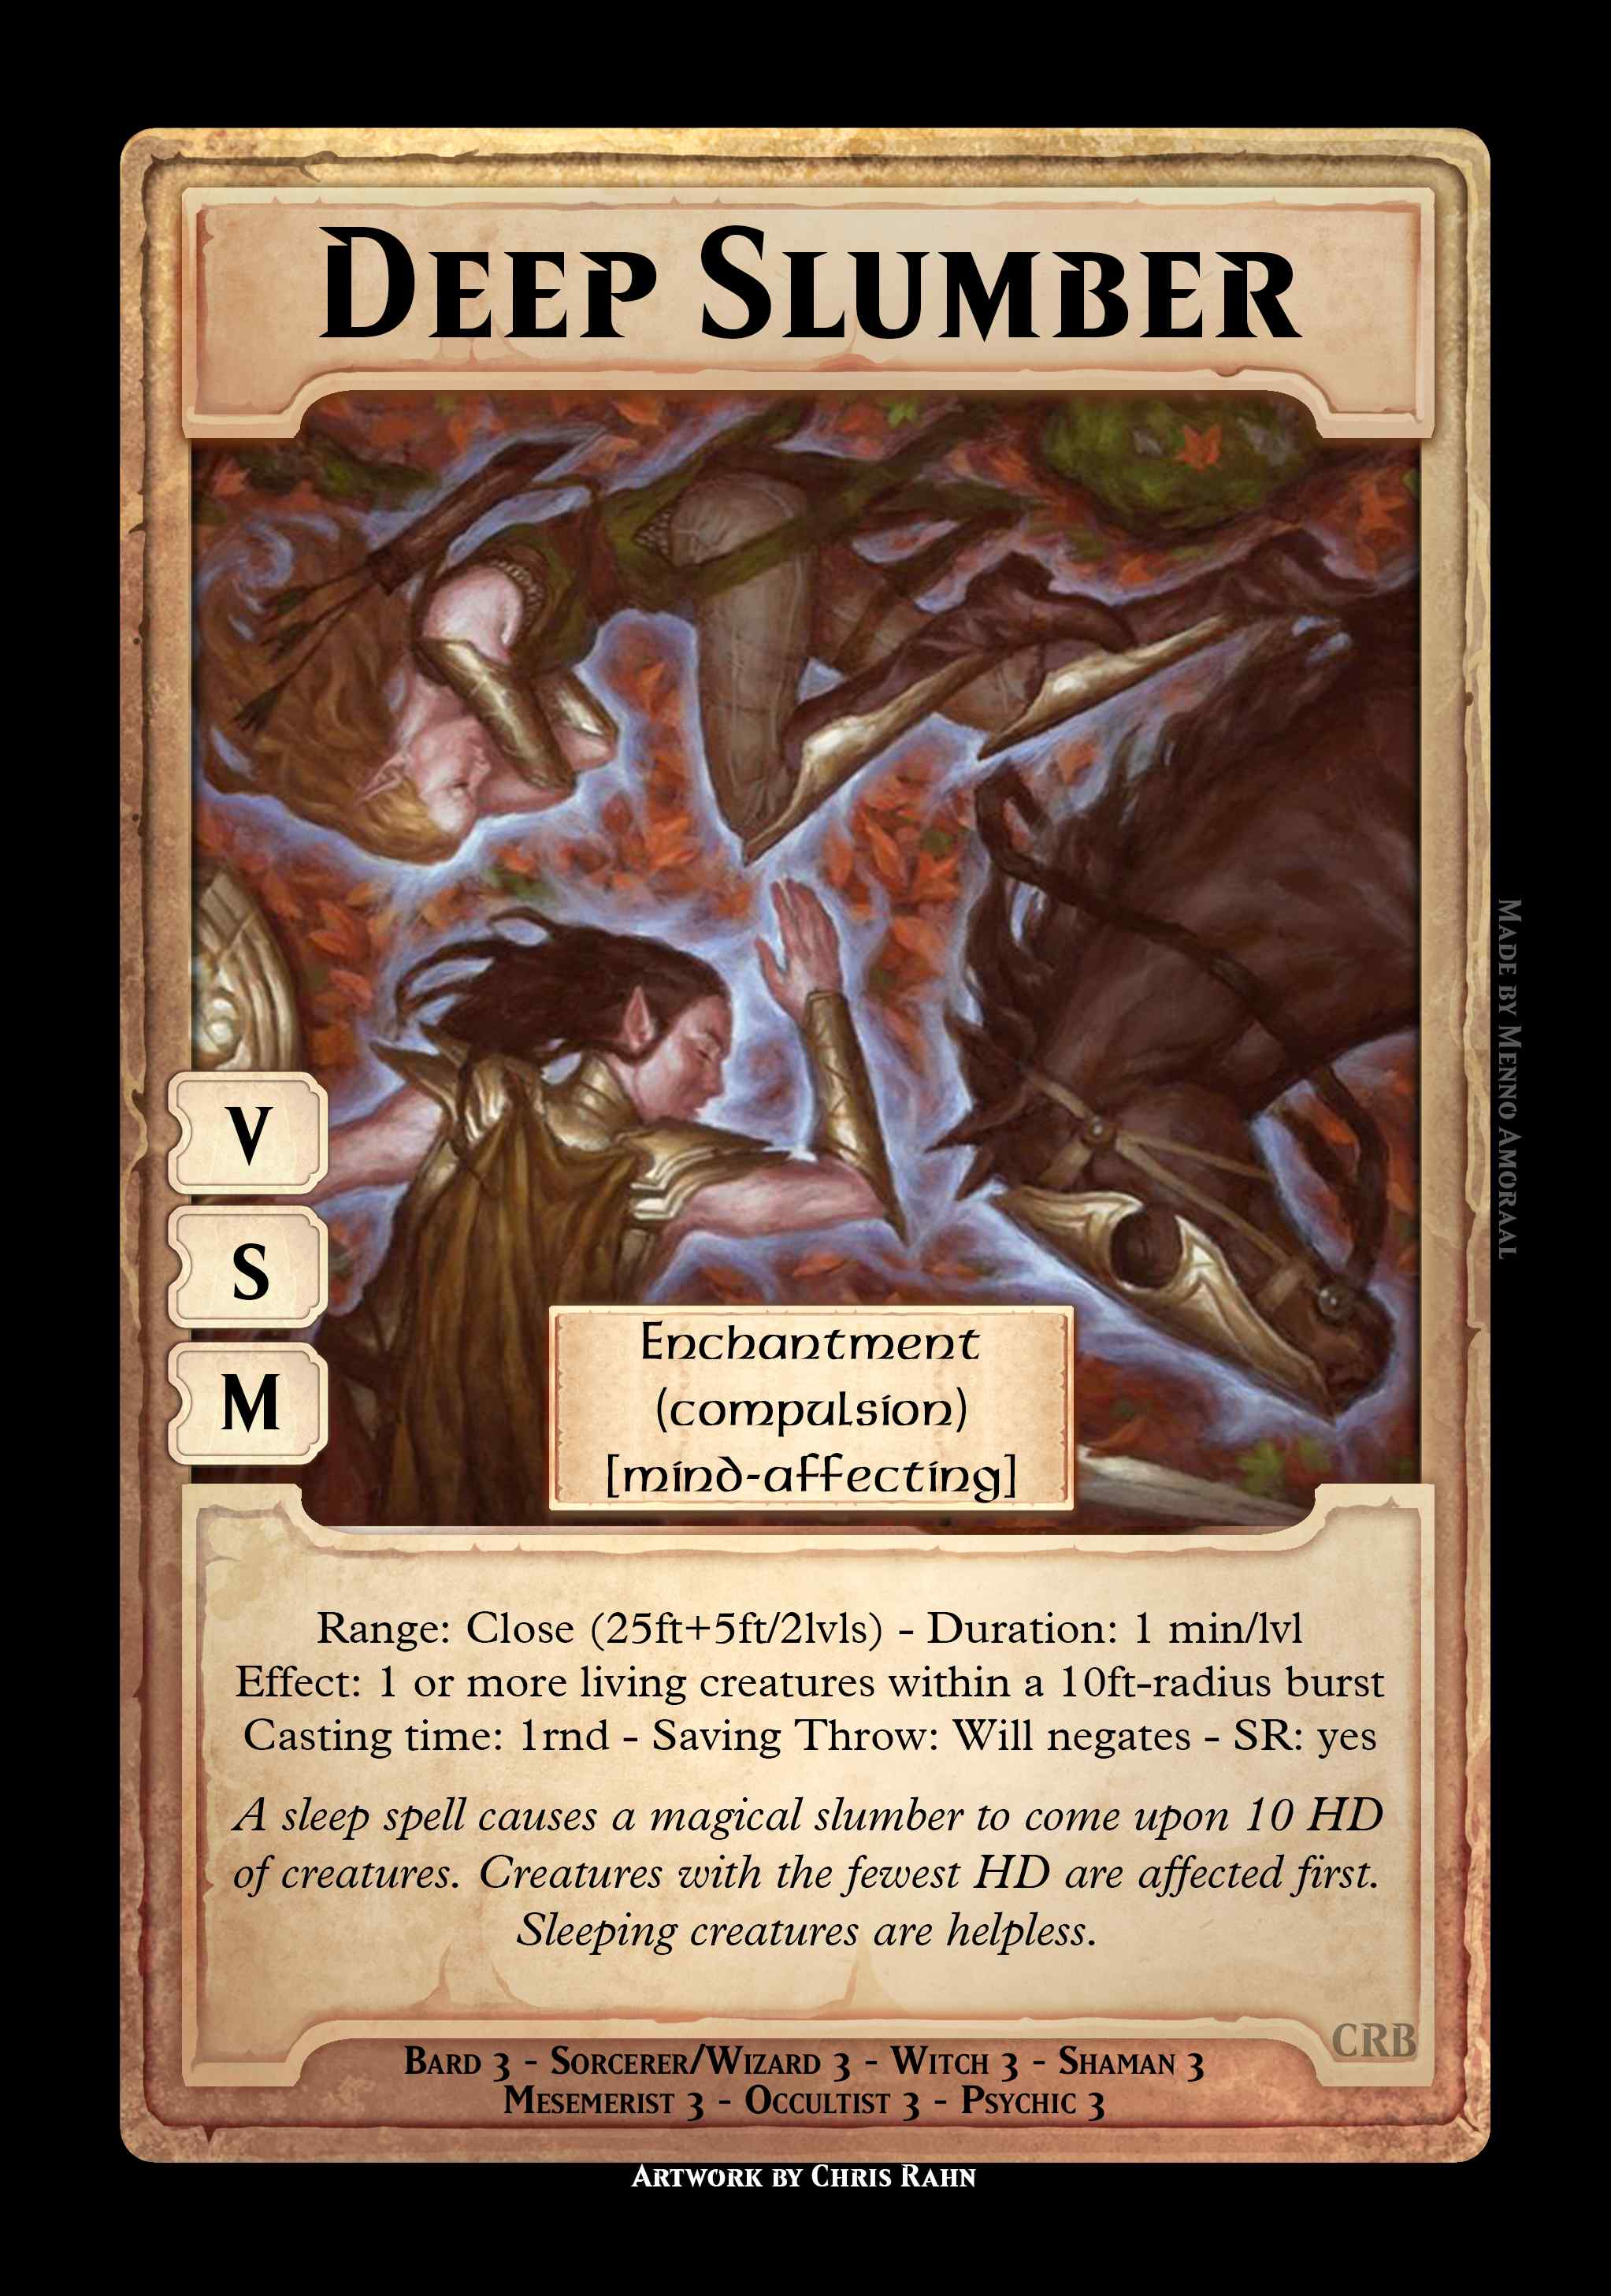 Deep Slumber
V
S
M
Enchantment
(compulsion)
[mind-affecting]
Range: Close (25ft+5ft/2lvls) - Duration: 1 min/lvl
Effect: 1 or more living creatures within a 10ft-radius burst
Casting time: 1rnd - Saving Throw: Will negates - SR: yes
A sleep spell causes a magical slumber to come upon 10 HD
of creatures. Creatures with the fewest HD are affected first.
Sleeping creatures are helpless.
CRB
Bard 3 - Sorcerer/Wizard 3 - Witch 3 - Shaman 3
Mesemerist 3 - Occultist 3 - Psychic 3
Artwork by Chris Rahn
Made by Menno Amoraal